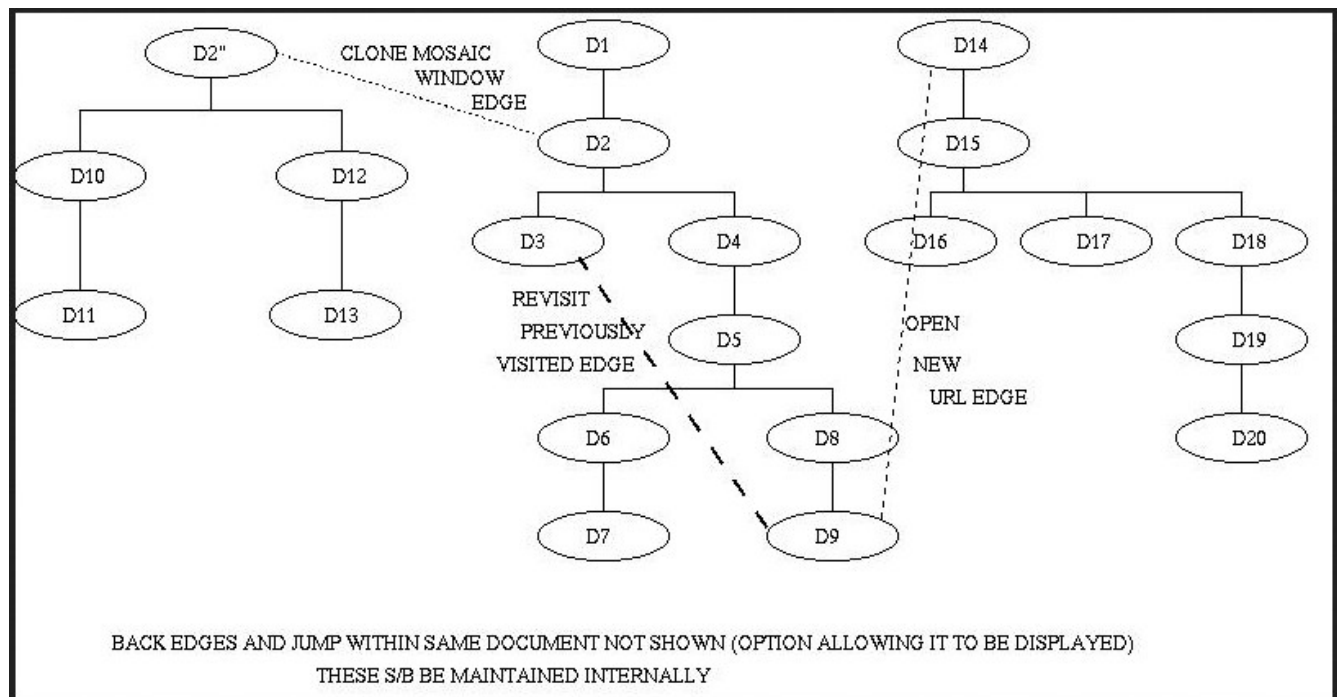 D2"
CLONE MOSAIC
WINDOW
EDGE
D1
D14
D2
D15
D10
D12
D3
D4
D16
D17
D18
D11
D13
REVISIT
PREVIOUSLY
VISITED EDGE
D5
OPEN
NEW
URL EDGE
D19
D6
D8
D20
D7
D9
BACK EDGES AND JUMP WITHIN SAME DOCUMENT NOT SHOWN (OPTION ALLOWING IT TO BE DISPLAYED)
THESE S/B BE MAINTAINED INTERNALLY